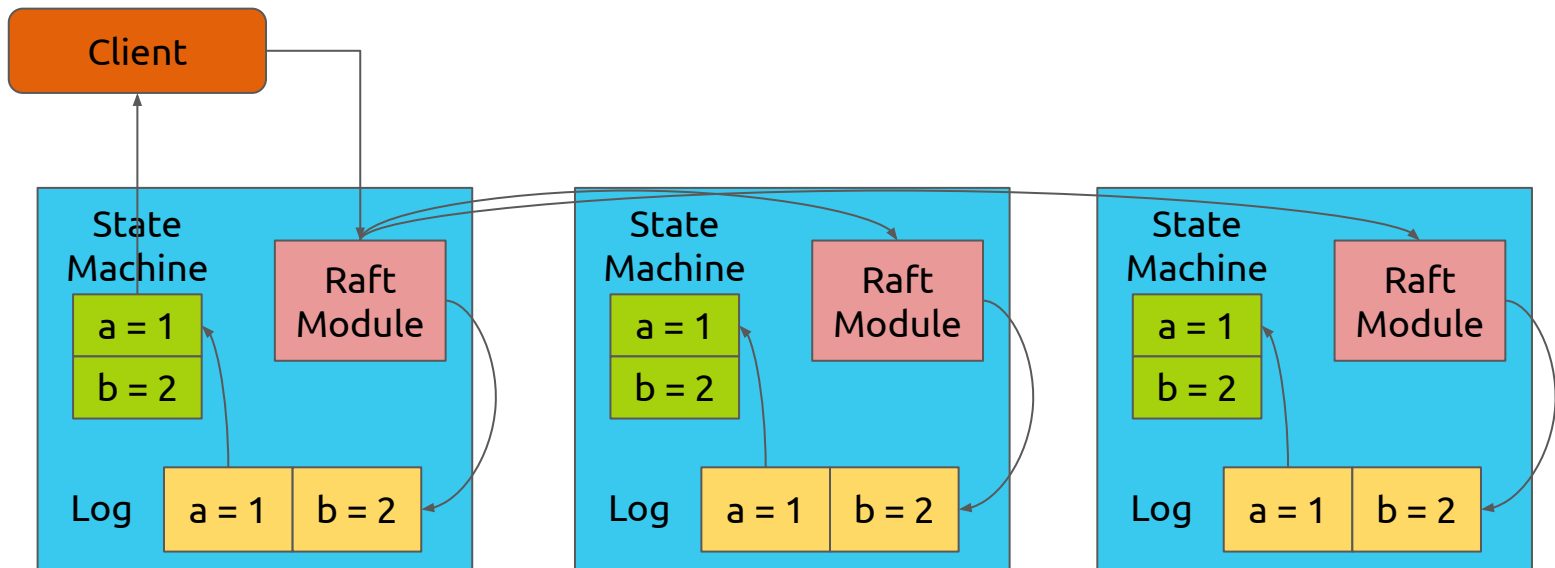 Client
State
Machine
a = 1
b = 2
Raft
Module
Log
a = 1
b = 2
State
Machine
a = 1
b = 2
Raft
Module
Log
a = 1
b = 2
State
Machine
a = 1
b = 2
Raft
Module
Log
a = 1
b = 2